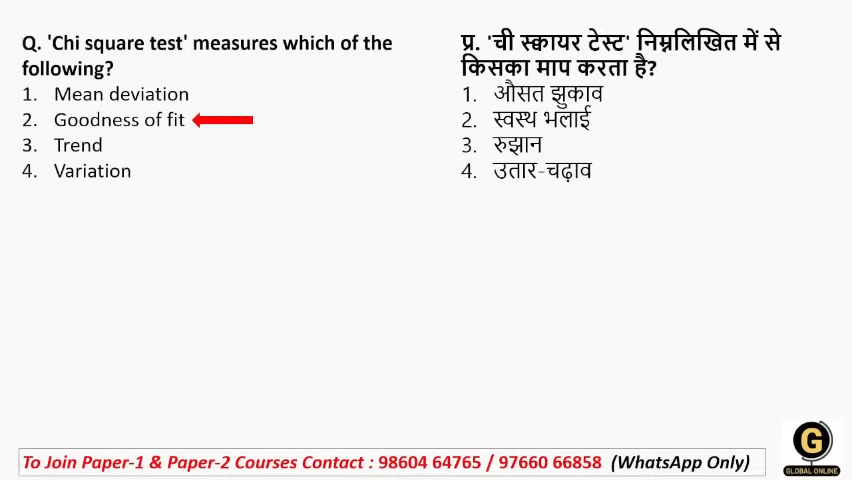 Q. 'Chi square test' measures which of the
following?
1. Mean deviation
2. Goodness of fit
3. Trend
4. Variation
प्र. 'ची स्क्वायर टेस्ट' निम्नलिखित में से
किसका माप करता है?
1. औसत झुकाव
2. स्वस्थ भलाई
3. रुझान
4. उतार-चढ़ाव
G
GLOBAL ONLINE
To Join Paper-1 & Paper-2 Courses Contact : 98604 64765 / 97660 66858 (WhatsApp Only)